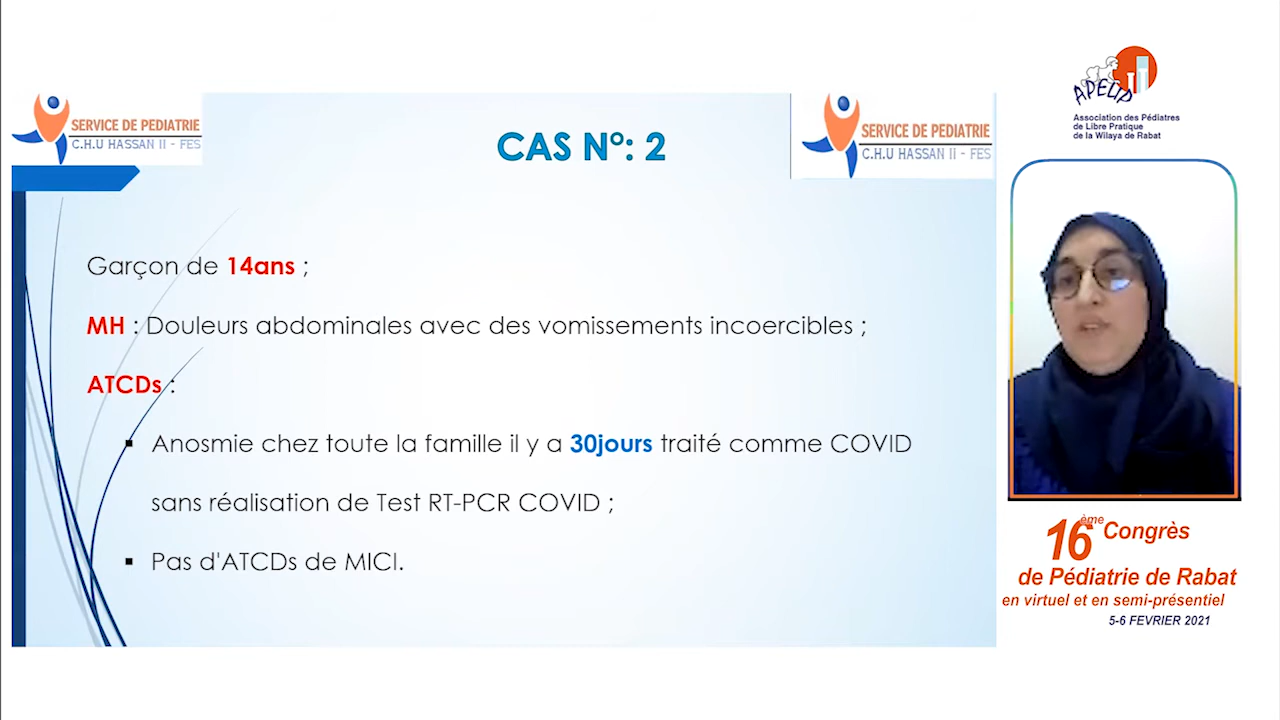 SERVICE DE PEDIATRIE
C.H.U HASSAN II - FES
CAS N°: 2
SERVICE DE PEDIATRIE
C.H.U HASSAN II - FES
Garçon de 14ans ;
MH : Douleurs abdominales avec des vomissements incoercibles ;
ATCDs :
▪ Anosmie chez toute la famille il y a 30jours traité comme COVID
sans réalisation de Test RT-PCR COVID ;
▪ Pas d'ATCDs de MICI.
APELIP
Association des Pédiatres
de Libre Pratique
de la Wilaya de Rabat
16ème Congrès
de Pédiatrie de Rabat
en virtuel et en semi-présentiel
5-6 FEVRIER 2021